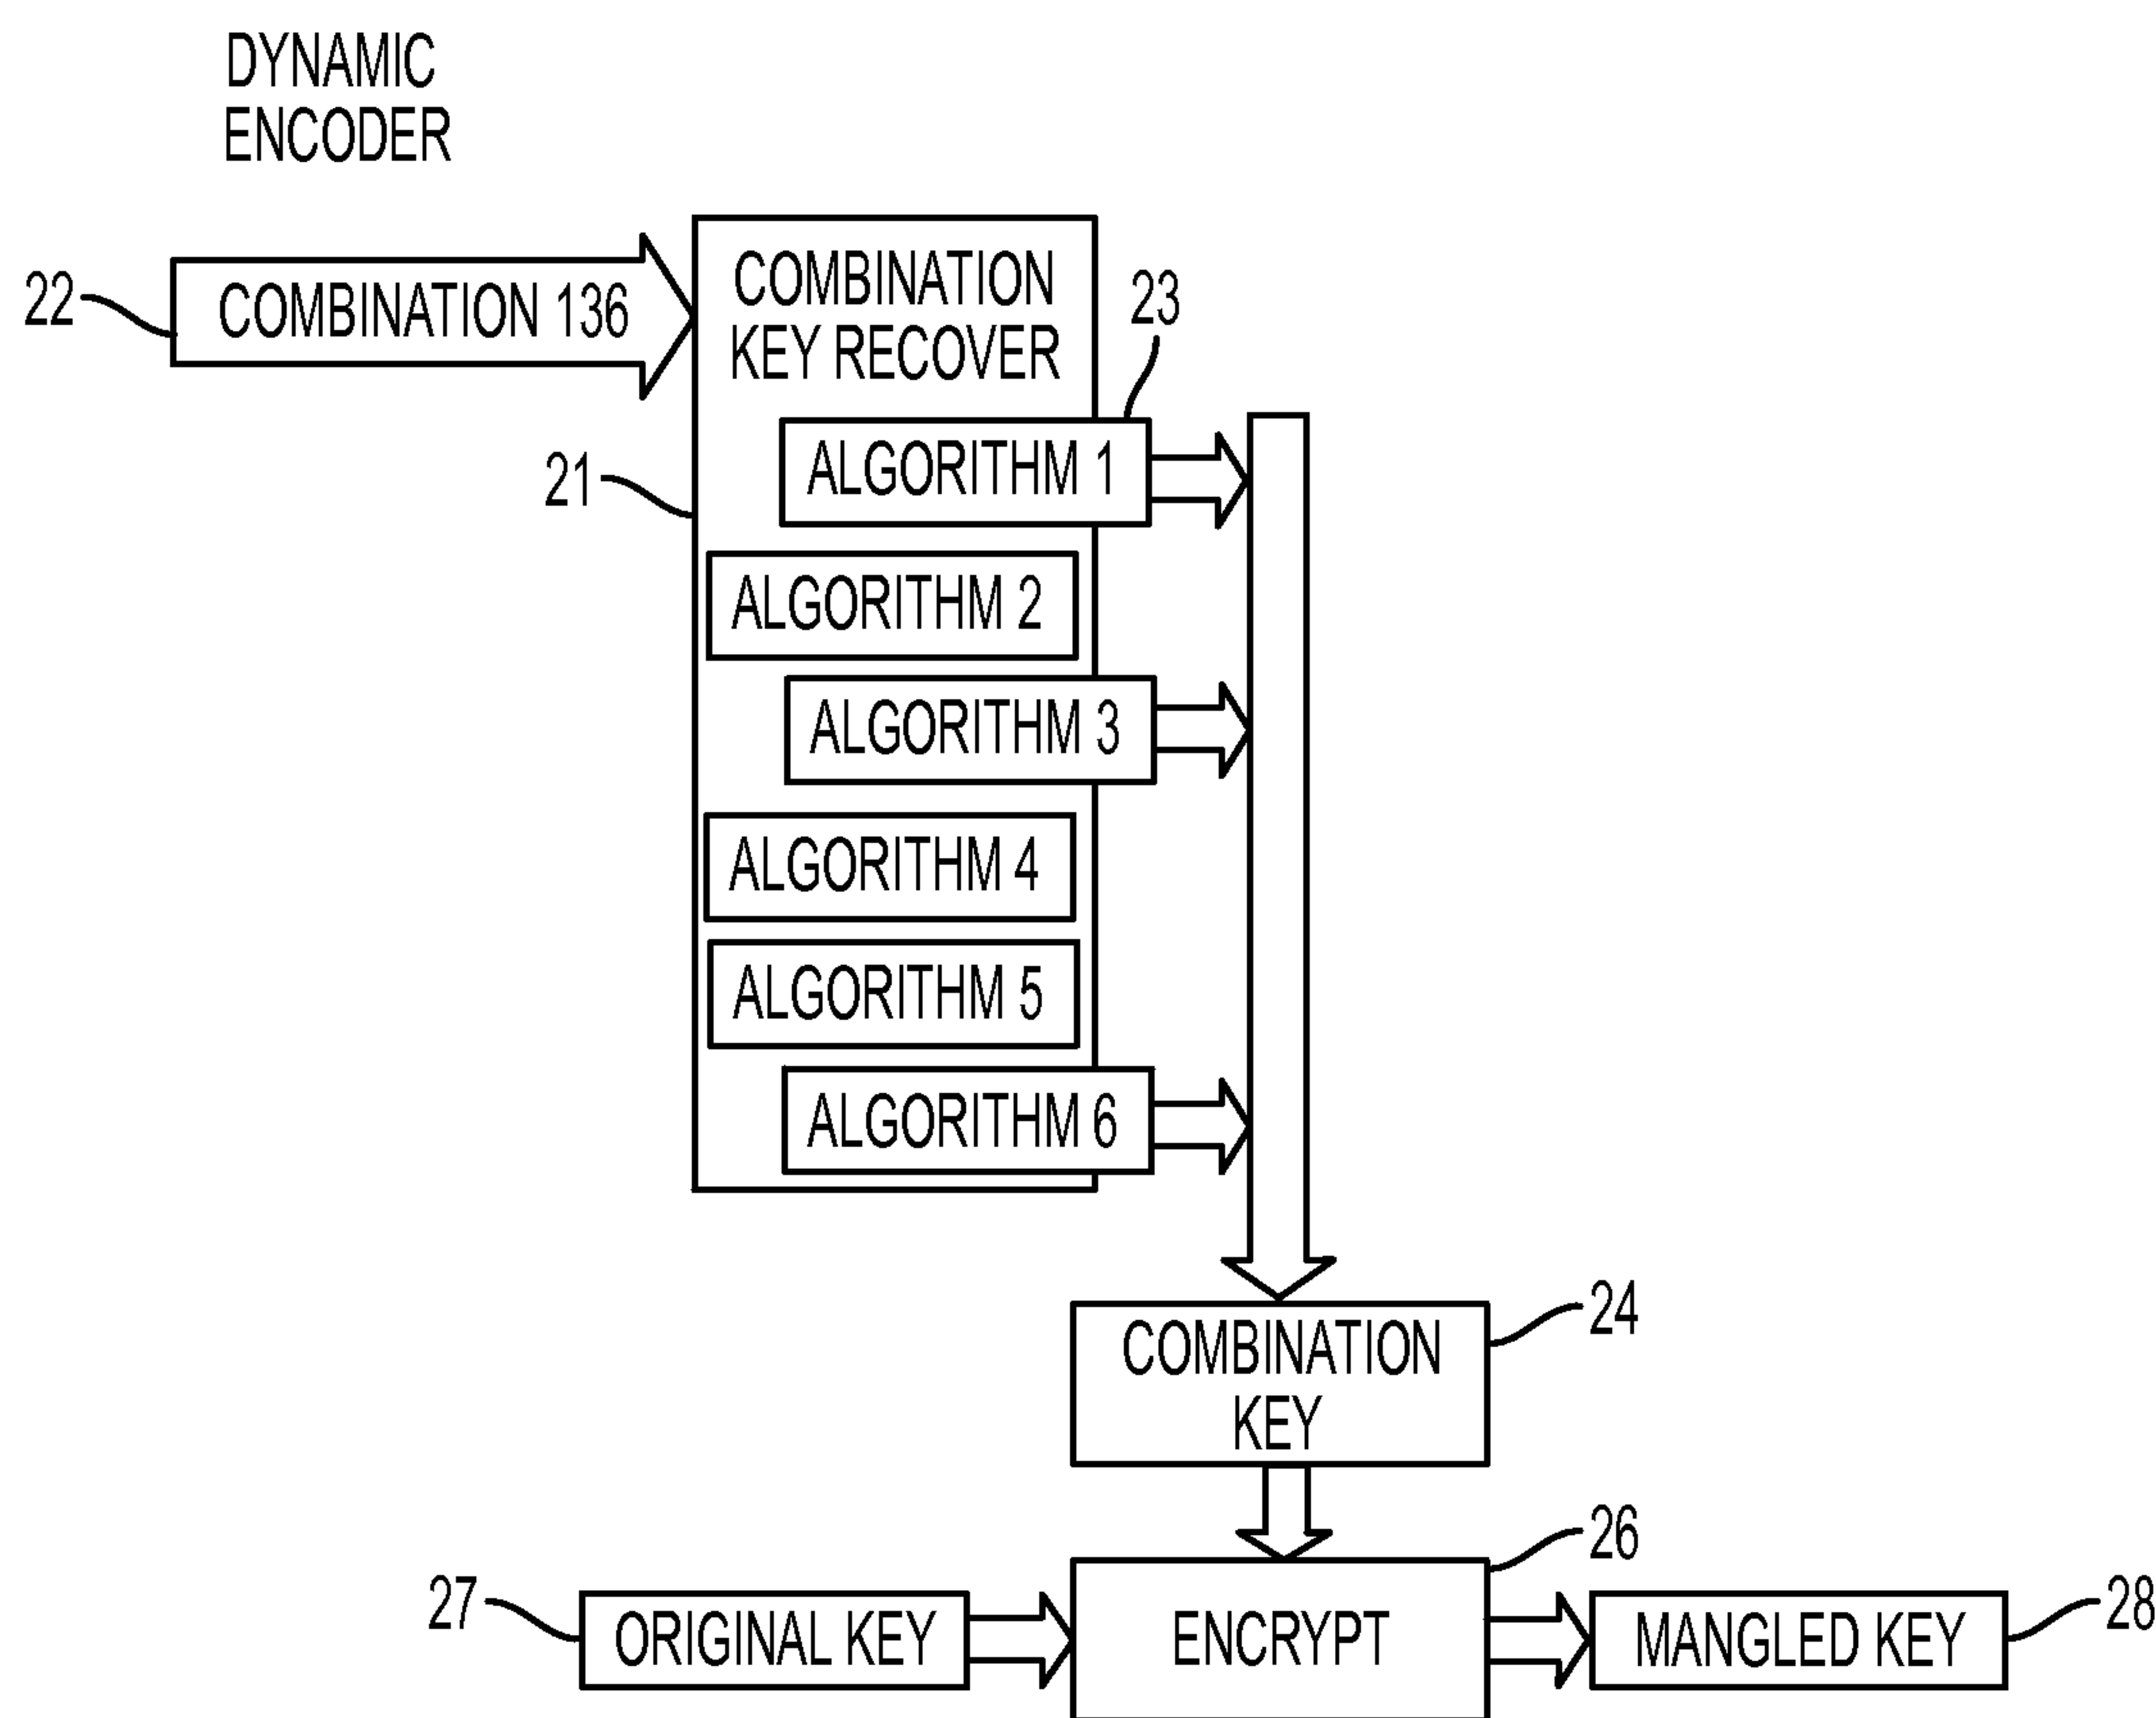 DYNAMIC
ENCODER
22
COMBINATION 136
COMBINATION
KEY RECOVER
23
21
ALGORITHM 1
ALGORITHM 2
ALGORITHM 3
ALGORITHM 4
ALGORITHM 5
ALGORITHM 6
COMBINATION
KEY
24
26
27
ORIGINAL KEY
ENCRYPT
MANGLED KEY
28